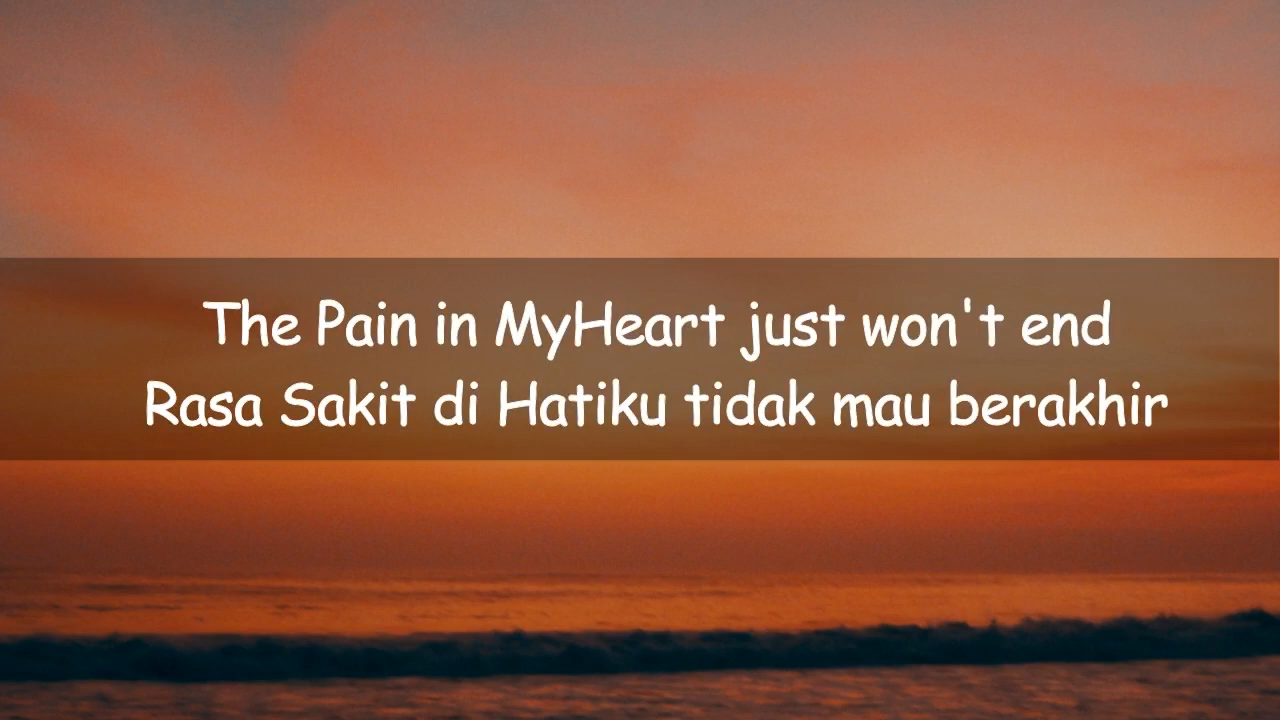 The Pain in MyHeart just won't end
Rasa Sakit di Hatiku tidak mau berakhir